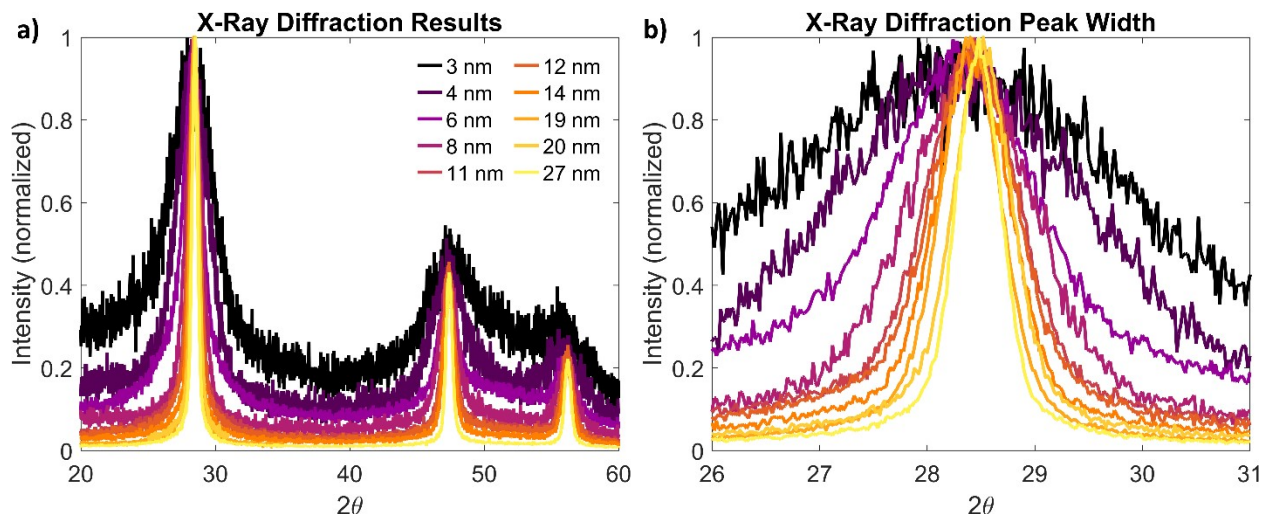 a)
X-Ray Diffraction Results
1
0.8
0.6
0.4
0.2
0
Intensity (normalized)
3 nm
4 nm
6 nm
8 nm
11 nm
12 nm
14 nm
19 nm
20 nm
27 nm
20 30 40 50 60
2θ
b)
X-Ray Diffraction Peak Width
1
0.8
0.6
0.4
0.2
0
Intensity (normalized)
26 27 28 29 30 31
2θ